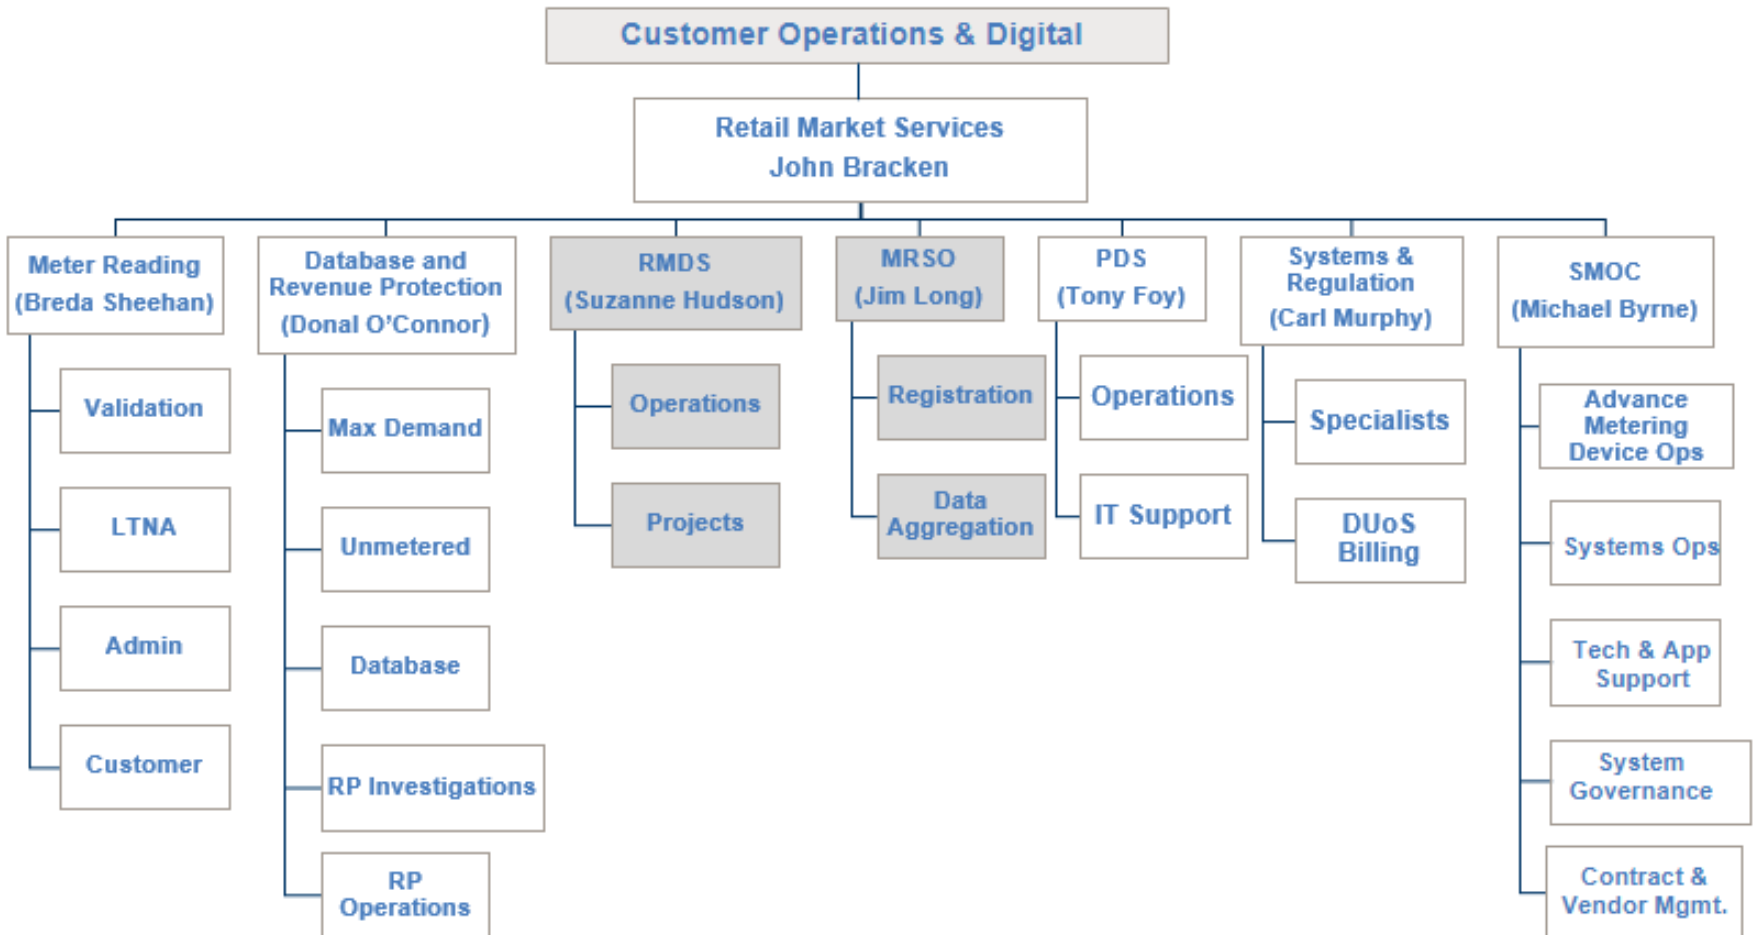 Customer Operations & Digital
Retail Market Services
John Bracken
Meter Reading
(Breda Sheehan)
Validation
LTNA
Admin
Customer
Database and
Revenue Protection
(Donal O'Connor)
Max Demand
Unmetered
Database
RP Investigations
RP
Operations
RMDS
(Suzanne Hudson)
Operations
Projects
MRSO
(Jim Long)
Registration
Data
Aggregation
PDS
(Tony Foy)
Operations
IT Support
Systems &
Regulation
(Carl Murphy)
Specialists
DUoS
Billing
SMOC
(Michael Byrne)
Advance
Metering
Device Ops
Systems Ops
Tech & App
Support
System
Governance
Contract &
Vendor Mgmt.